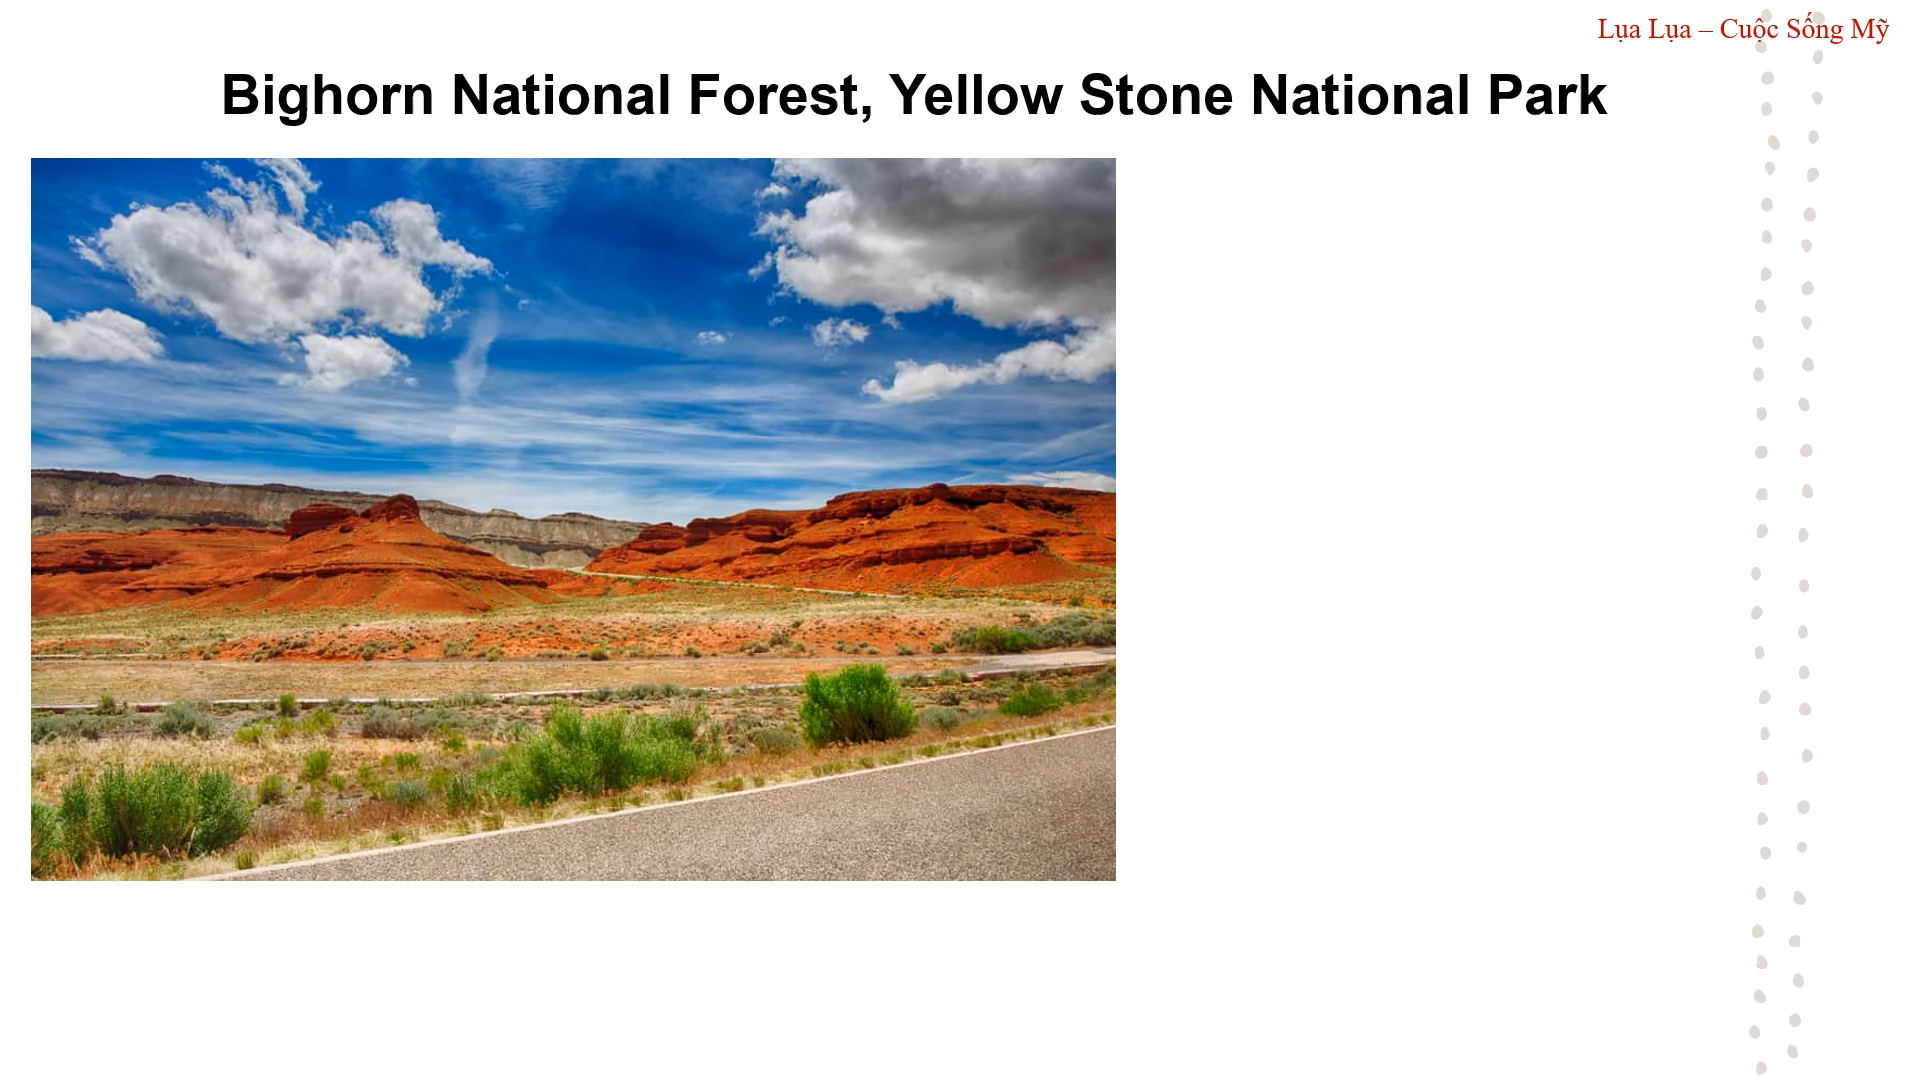 Lụa Lụa – Cuộc Sống Mỹ
Bighorn National Forest, Yellow Stone National Park